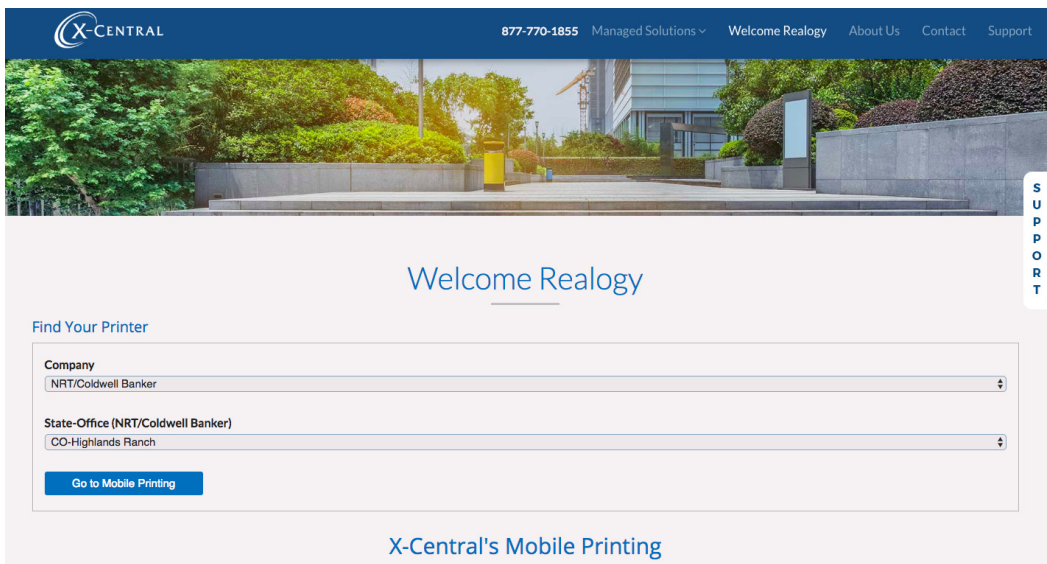 X-CENTRAL
877-770-1855 Managed Solutions Welcome Realogy About Us Contact Support
SUPPORT
Welcome Realogy
Find Your Printer
Company
NRT/Coldwell Banker
State-Office (NRT/Coldwell Banker)
CO-Highlands Ranch
Go to Mobile Printing
X-Central's Mobile Printing